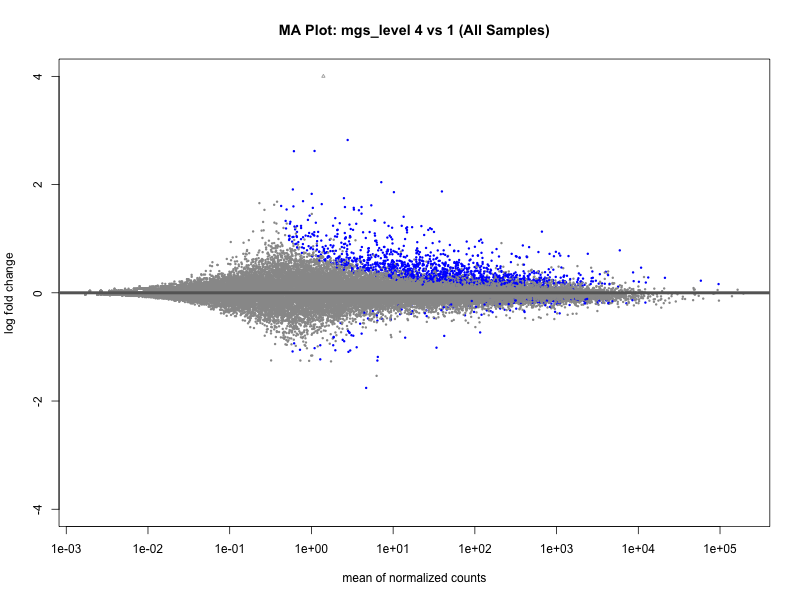 MA Plot: mgs_level 4 vs 1 (All Samples)
log fold change
4
2
0
-2
-4
1e-03 1e-02 1e-01 1e+00 1e+01 1e+02 1e+03 1e+04 1e+05
mean of normalized counts